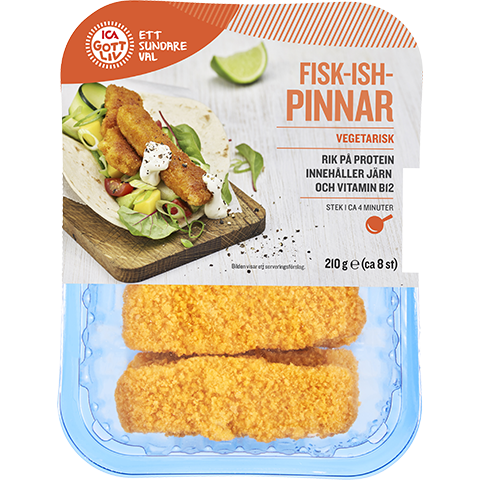 ICA
GOTT
LIV
ETT
SUNDARE
VAL
FISK-ISH-
PINNAR
VEGETARISK
RIK PÅ PROTEIN
INNEHÅLLER JÄRN
OCH VITAMIN B12
STEK I CA 4 MINUTER
Bilden visar ett serveringsförslag.
210 g ℮ (ca 8 st)